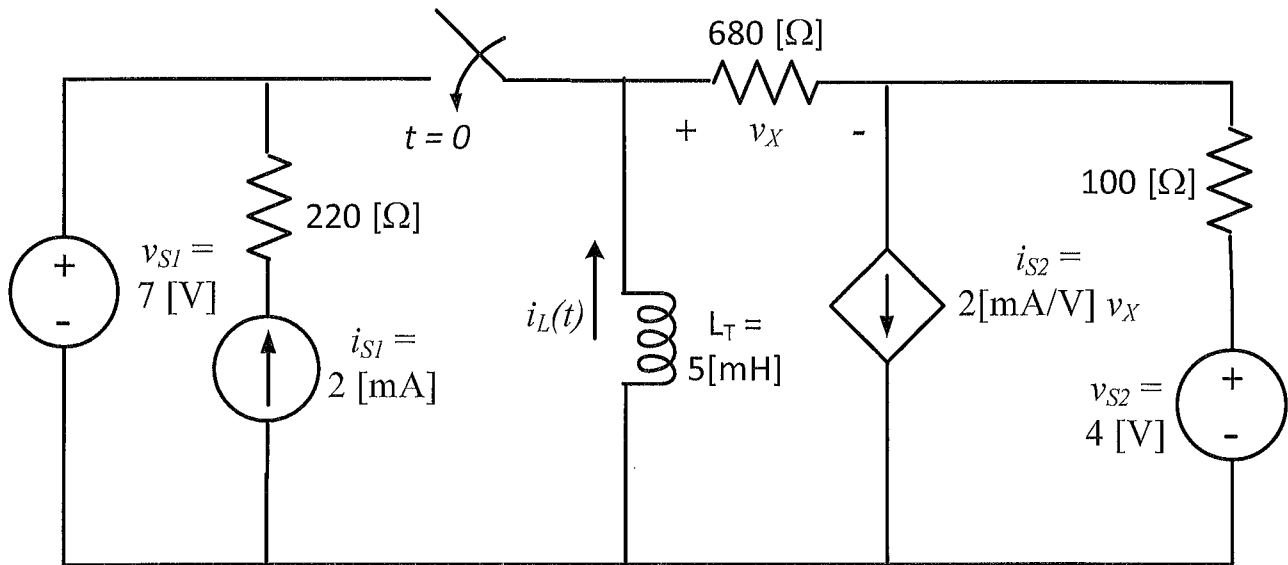 680 [Ω]
+ v_X -
t = 0
220 [Ω]
100 [Ω]
+
-
v_S1 =
7 [V]
i_S1 =
2 [mA]
i_L(t)
L_T =
5[mH]
i_S2 =
2[mA/V] v_X
v_S2 =
4 [V]
+
-